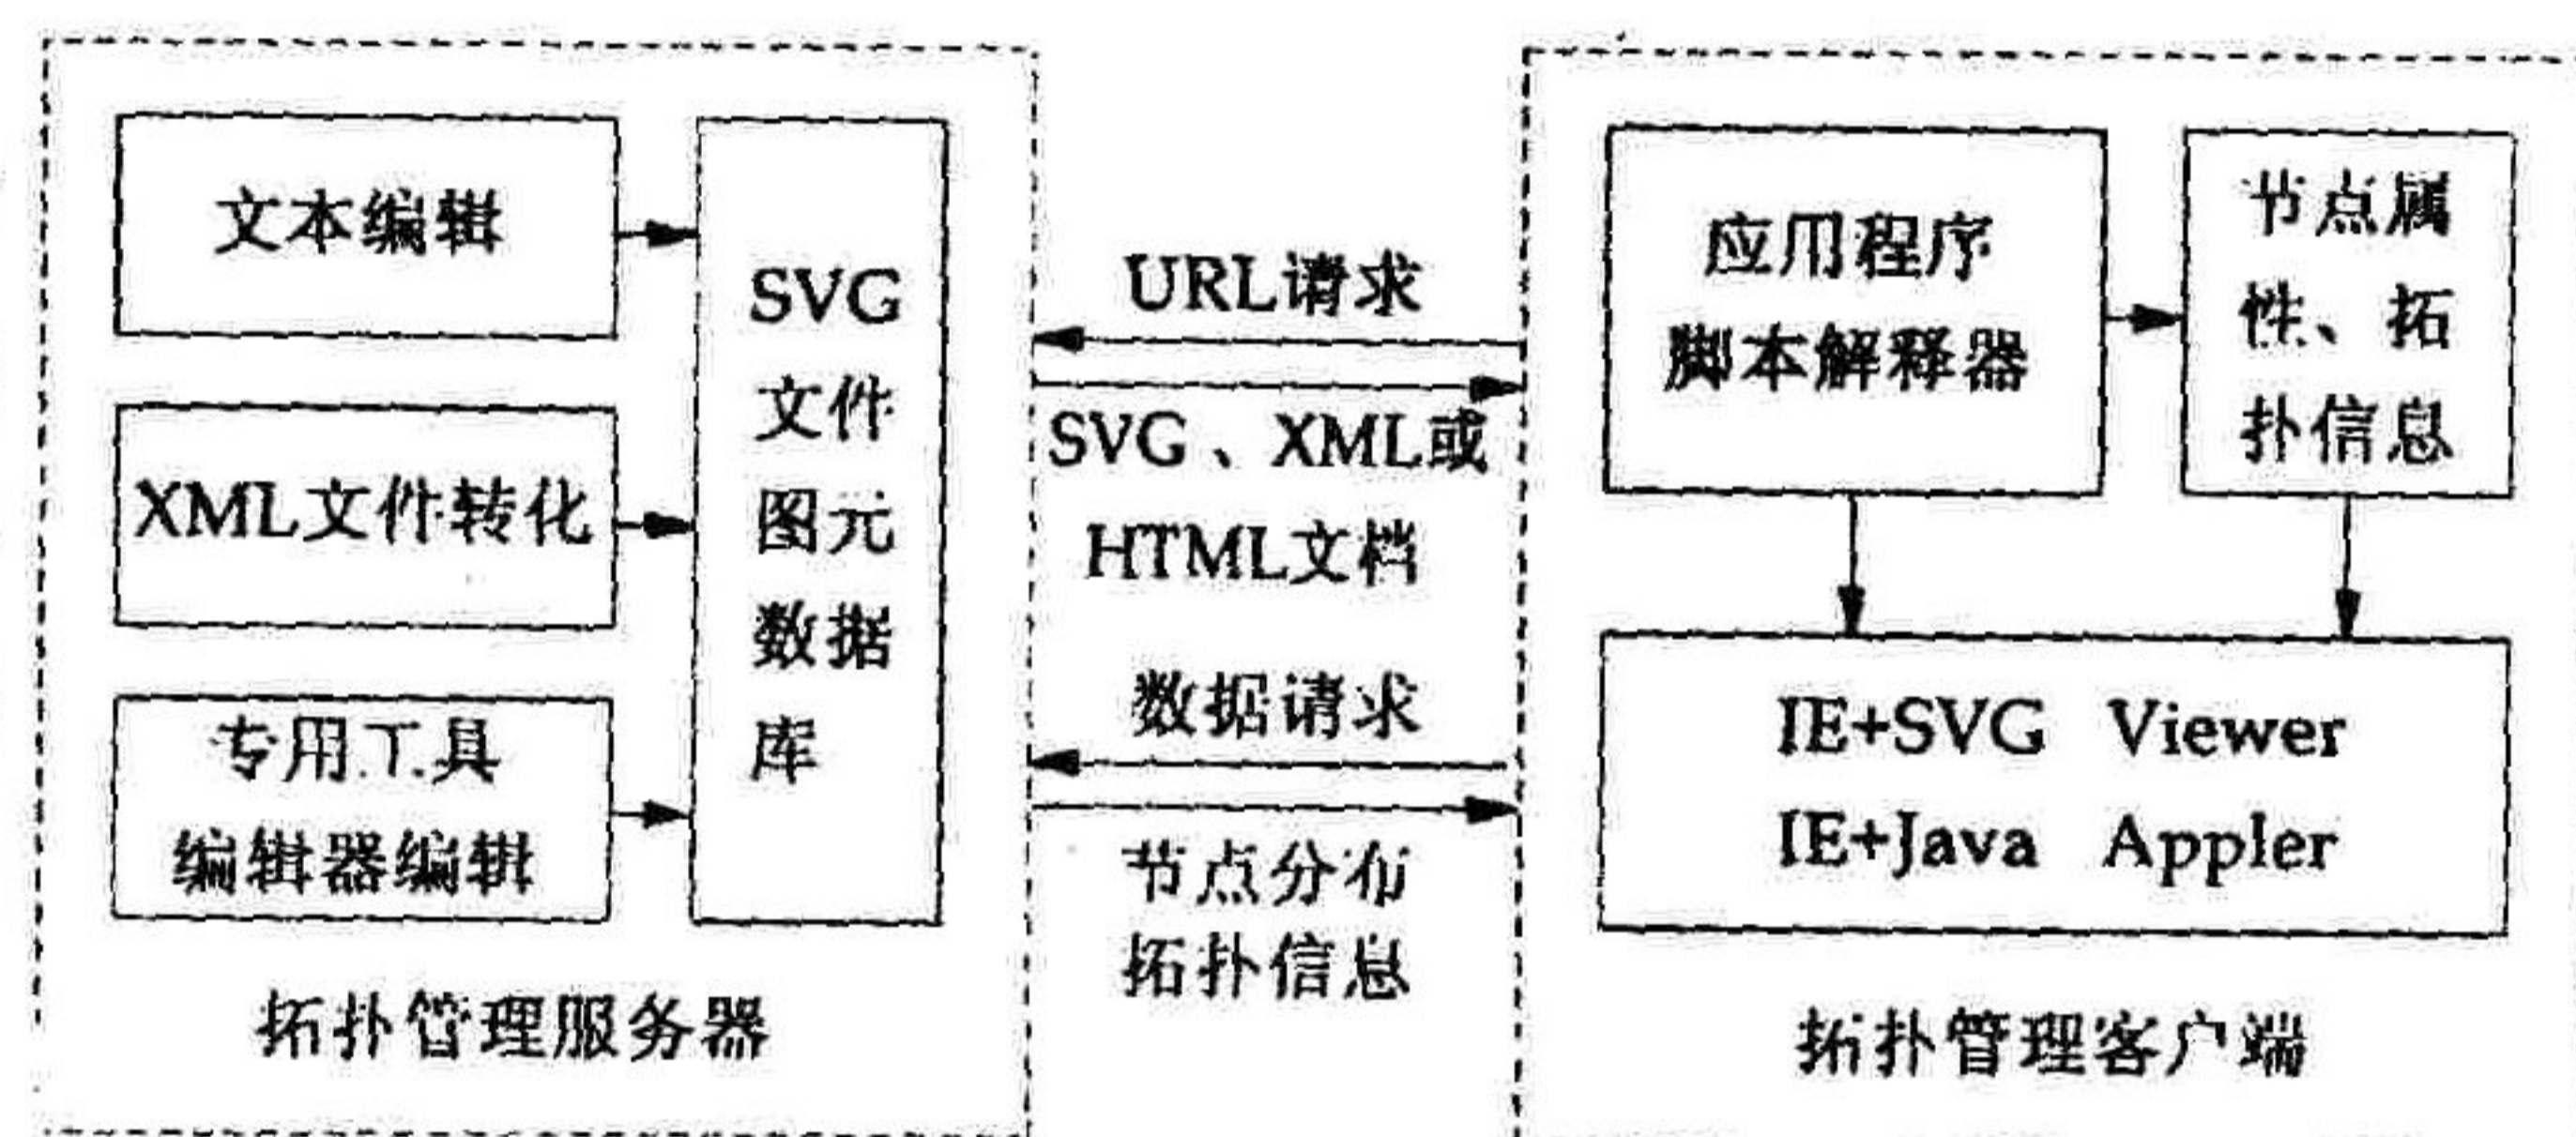 文本编辑
XML文件转化
专用工具
编辑器编辑
SVG
文件
图元
数据
库
拓扑管理服务器
URL请求
SVG、XML或
HTML文档
数据请求
节点分布
拓扑信息
应用程序
脚本解释器
节点属
性、拓
扑信息
IE+SVG Viewer
IE+Java Appler
拓扑管理客户端